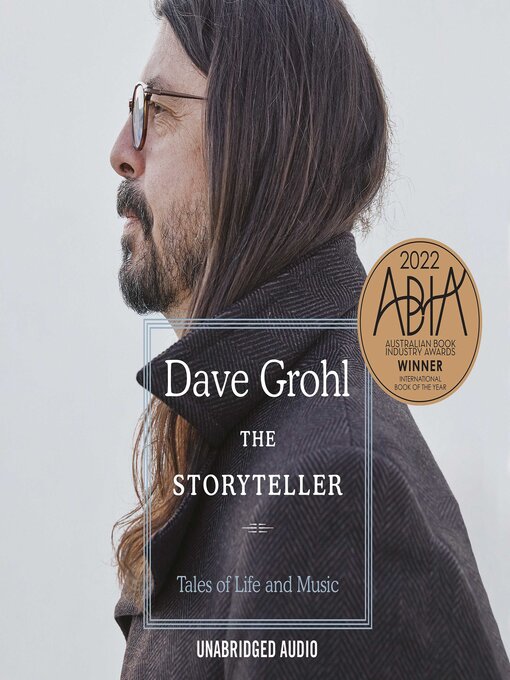 2022
ABIA
AUSTRALIAN BOOK
INDUSTRY AWARDS
WINNER
INTERNATIONAL
BOOK OF THE YEAR
Dave Grohl
THE
STORYTELLER
Tales of Life and Music
UNABRIDGED AUDIO